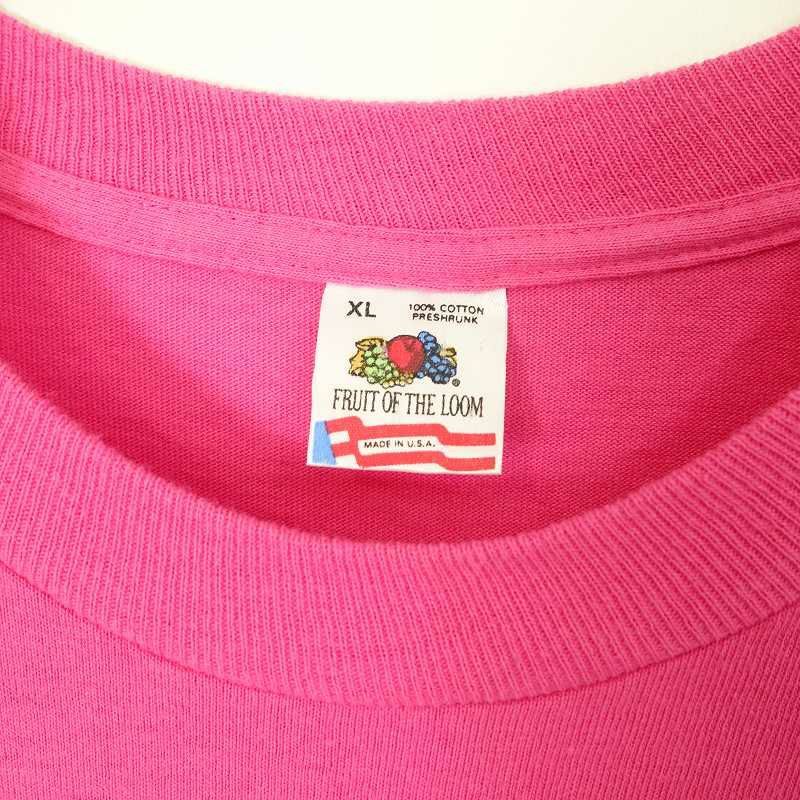 XL
100% COTTON
PRESHRUNK
®
FRUIT OF THE LOOM
MADE IN U.S.A.